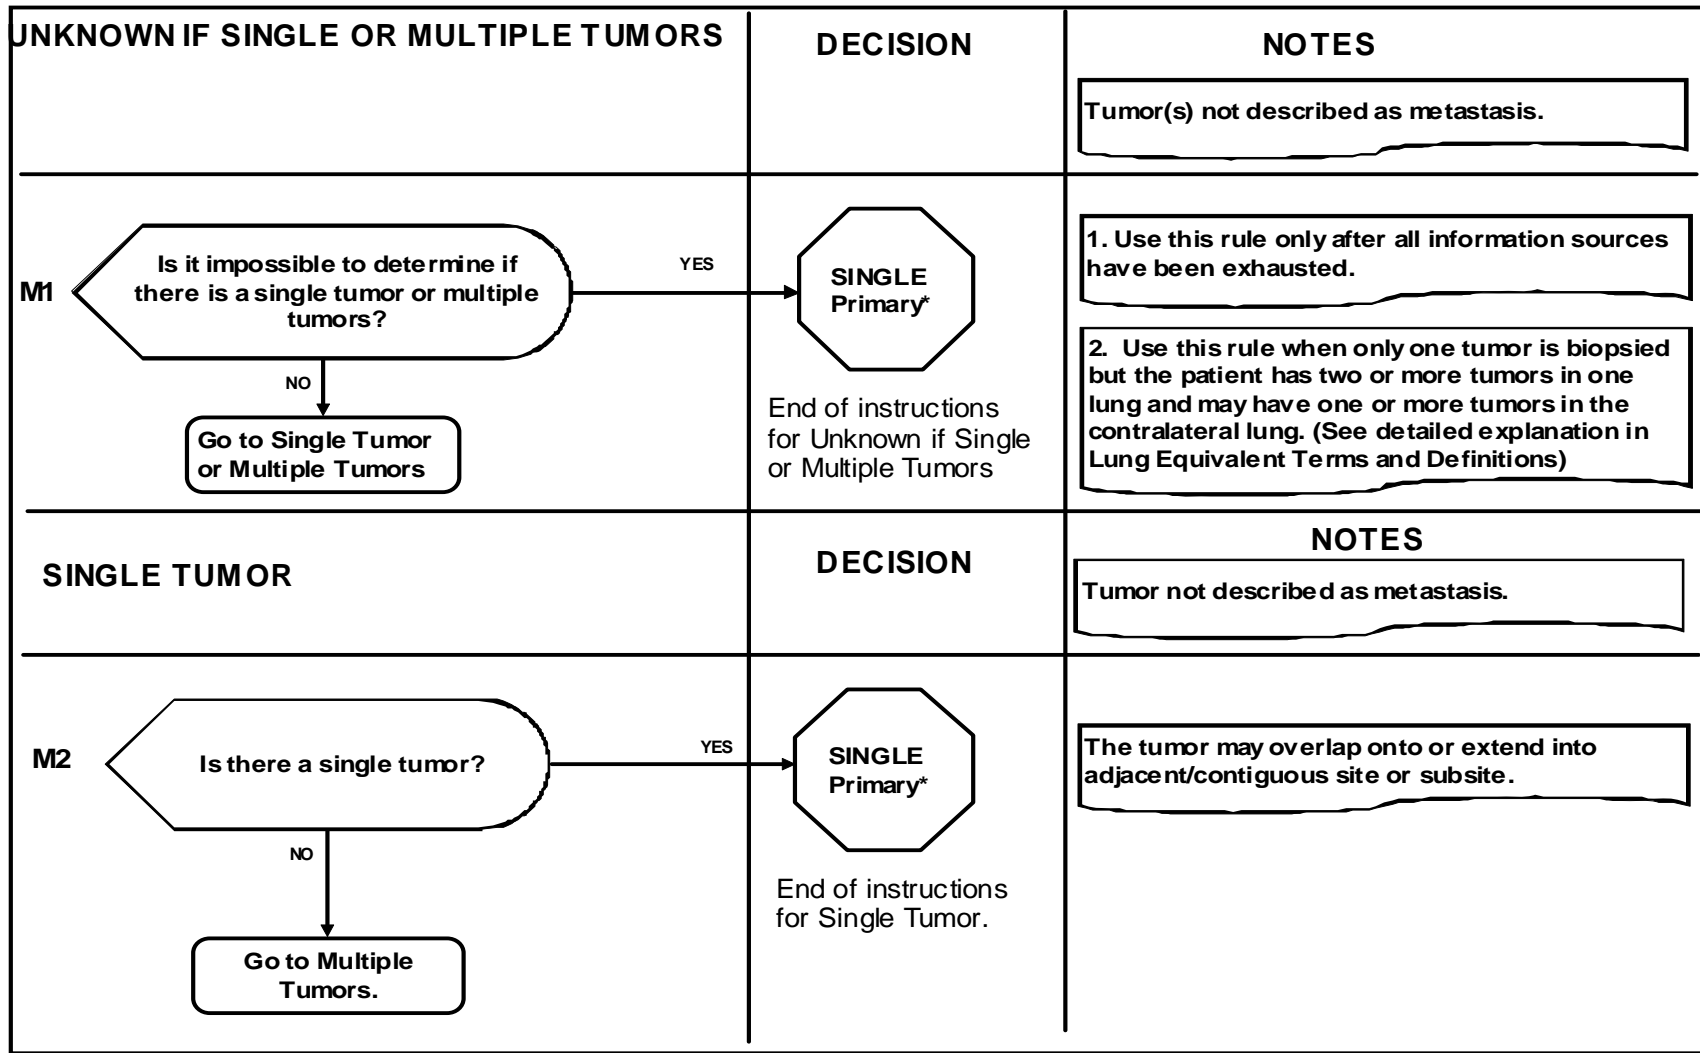 UNKNOWN IF SINGLE OR MULTIPLE TUMORS
DECISION
NOTES
Tumor(s) not described as metastasis.
M1
Is it impossible to determine if
there is a single tumor or multiple
tumors?
YES
SINGLE
Primary*
NO
Go to Single Tumor
or Multiple Tumors
End of instructions
for Unknown if Single
or Multiple Tumors
1. Use this rule only after all information sources
have been exhausted.
2. Use this rule when only one tumor is biopsied
but the patient has two or more tumors in one
lung and may have one or more tumors in the
contralateral lung. (See detailed explanation in
Lung Equivalent Terms and Definitions)
SINGLE TUMOR
DECISION
NOTES
Tumor not described as metastasis.
M2
Is there a single tumor?
YES
SINGLE
Primary*
NO
Go to Multiple
Tumors.
End of instructions
for Single Tumor.
The tumor may overlap onto or extend into
adjacent/contiguous site or subsite.